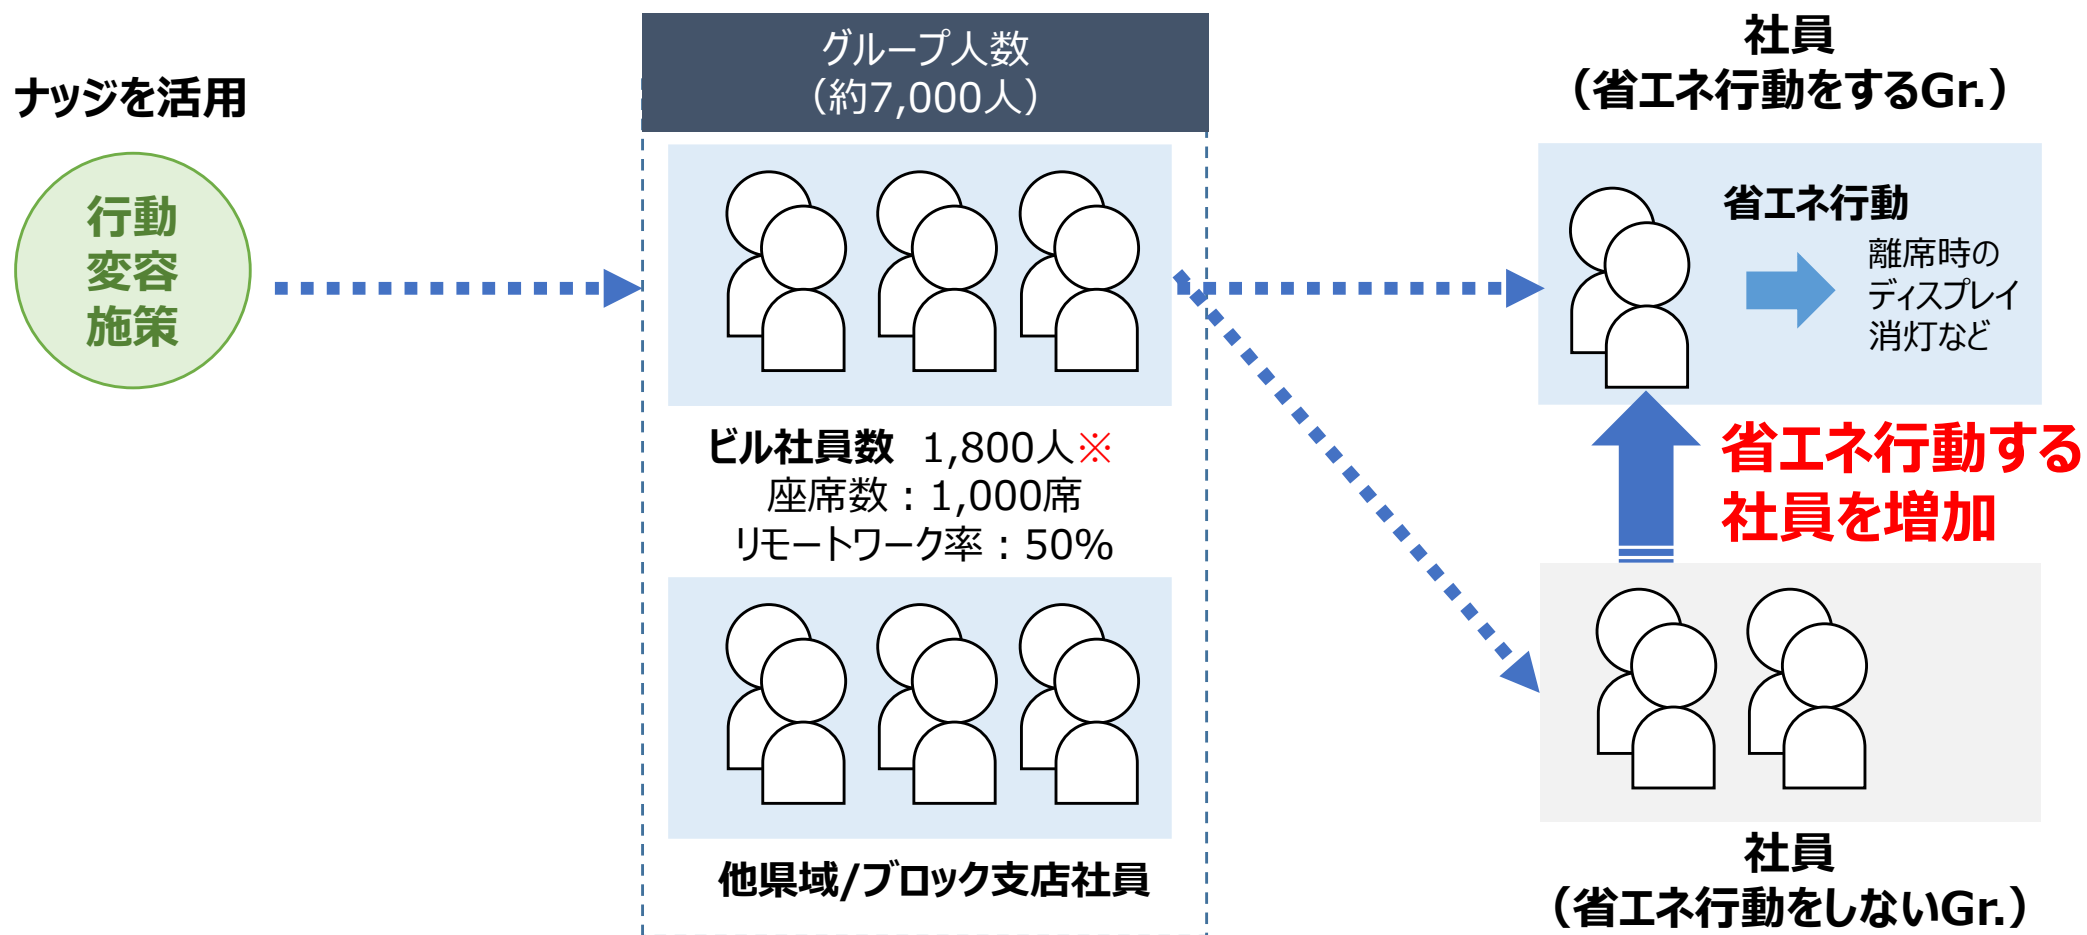 ナッジを活用
行動
変容
施策
グループ人数
（約7,000人）
ビル社員数 1,800人※
座席数：1,000席
リモートワーク率：50%
他県域/ブロック支店社員
社員
（省エネ行動をするGr.）
省エネ行動
離席時の
ディスプレイ
消灯など
省エネ行動する
社員を増加
社員
（省エネ行動をしないGr.）